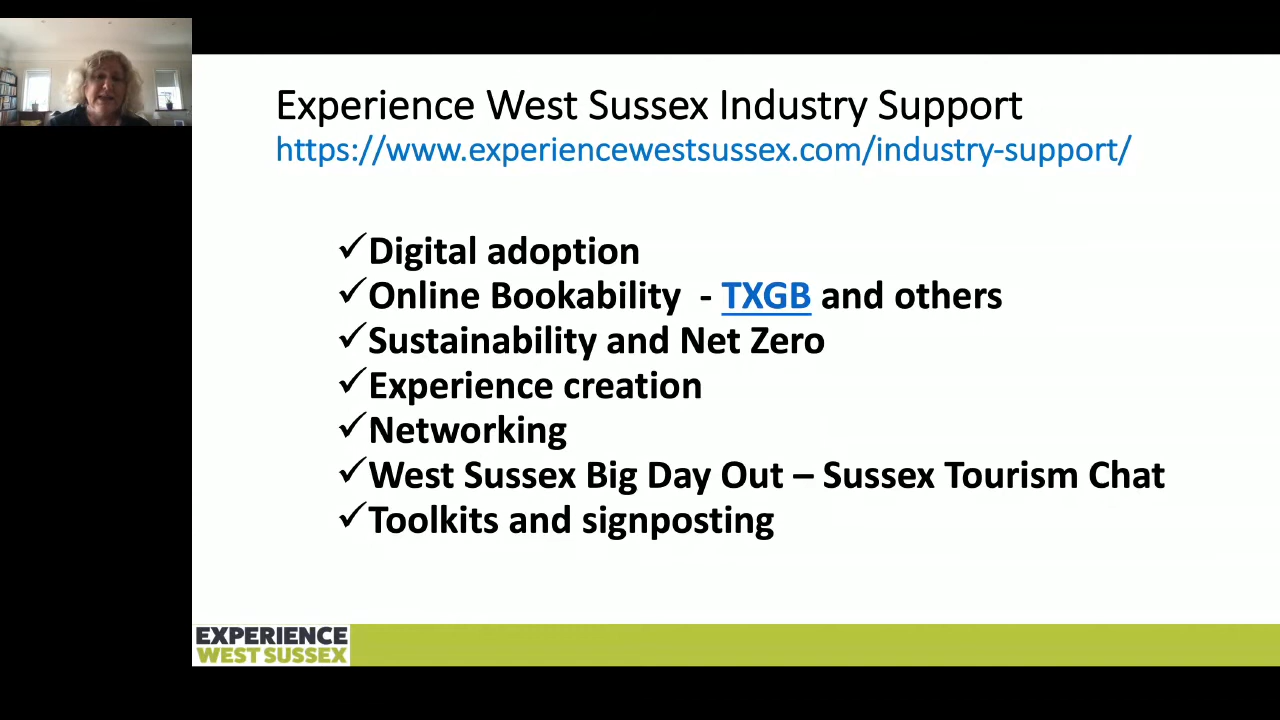 Experience West Sussex Industry Support
https://www.experiencewestsussex.com/industry-support/
✓Digital adoption
✓Online Bookability - TXGB and others
✓Sustainability and Net Zero
✓Experience creation
✓Networking
✓West Sussex Big Day Out – Sussex Tourism Chat
✓Toolkits and signposting
EXPERIENCE
WEST SUSSEX